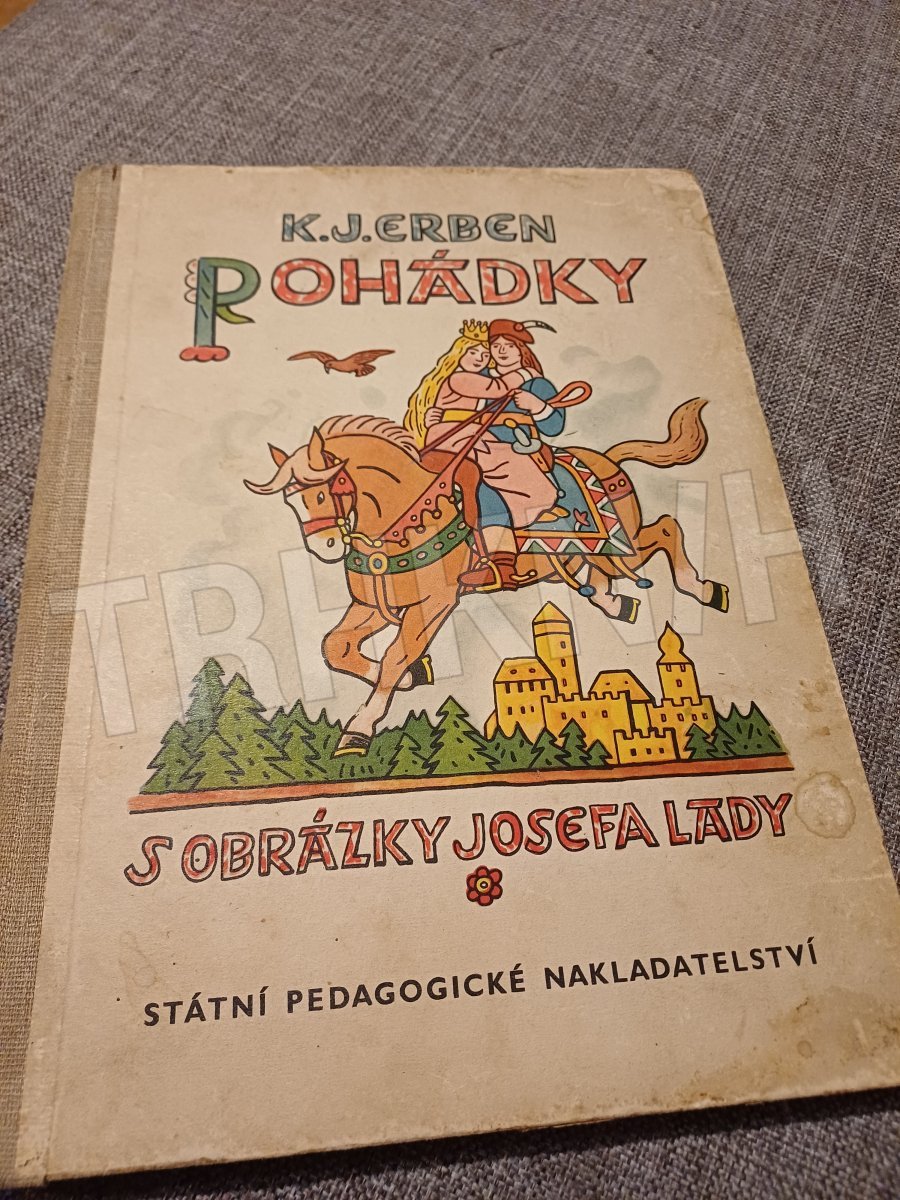 K.J.ERBEN
POHÁDKY
S OBRÁZKY JOSEFA LADY
STÁTNÍ PEDAGOGICKÉ NAKLADATELSTVÍ